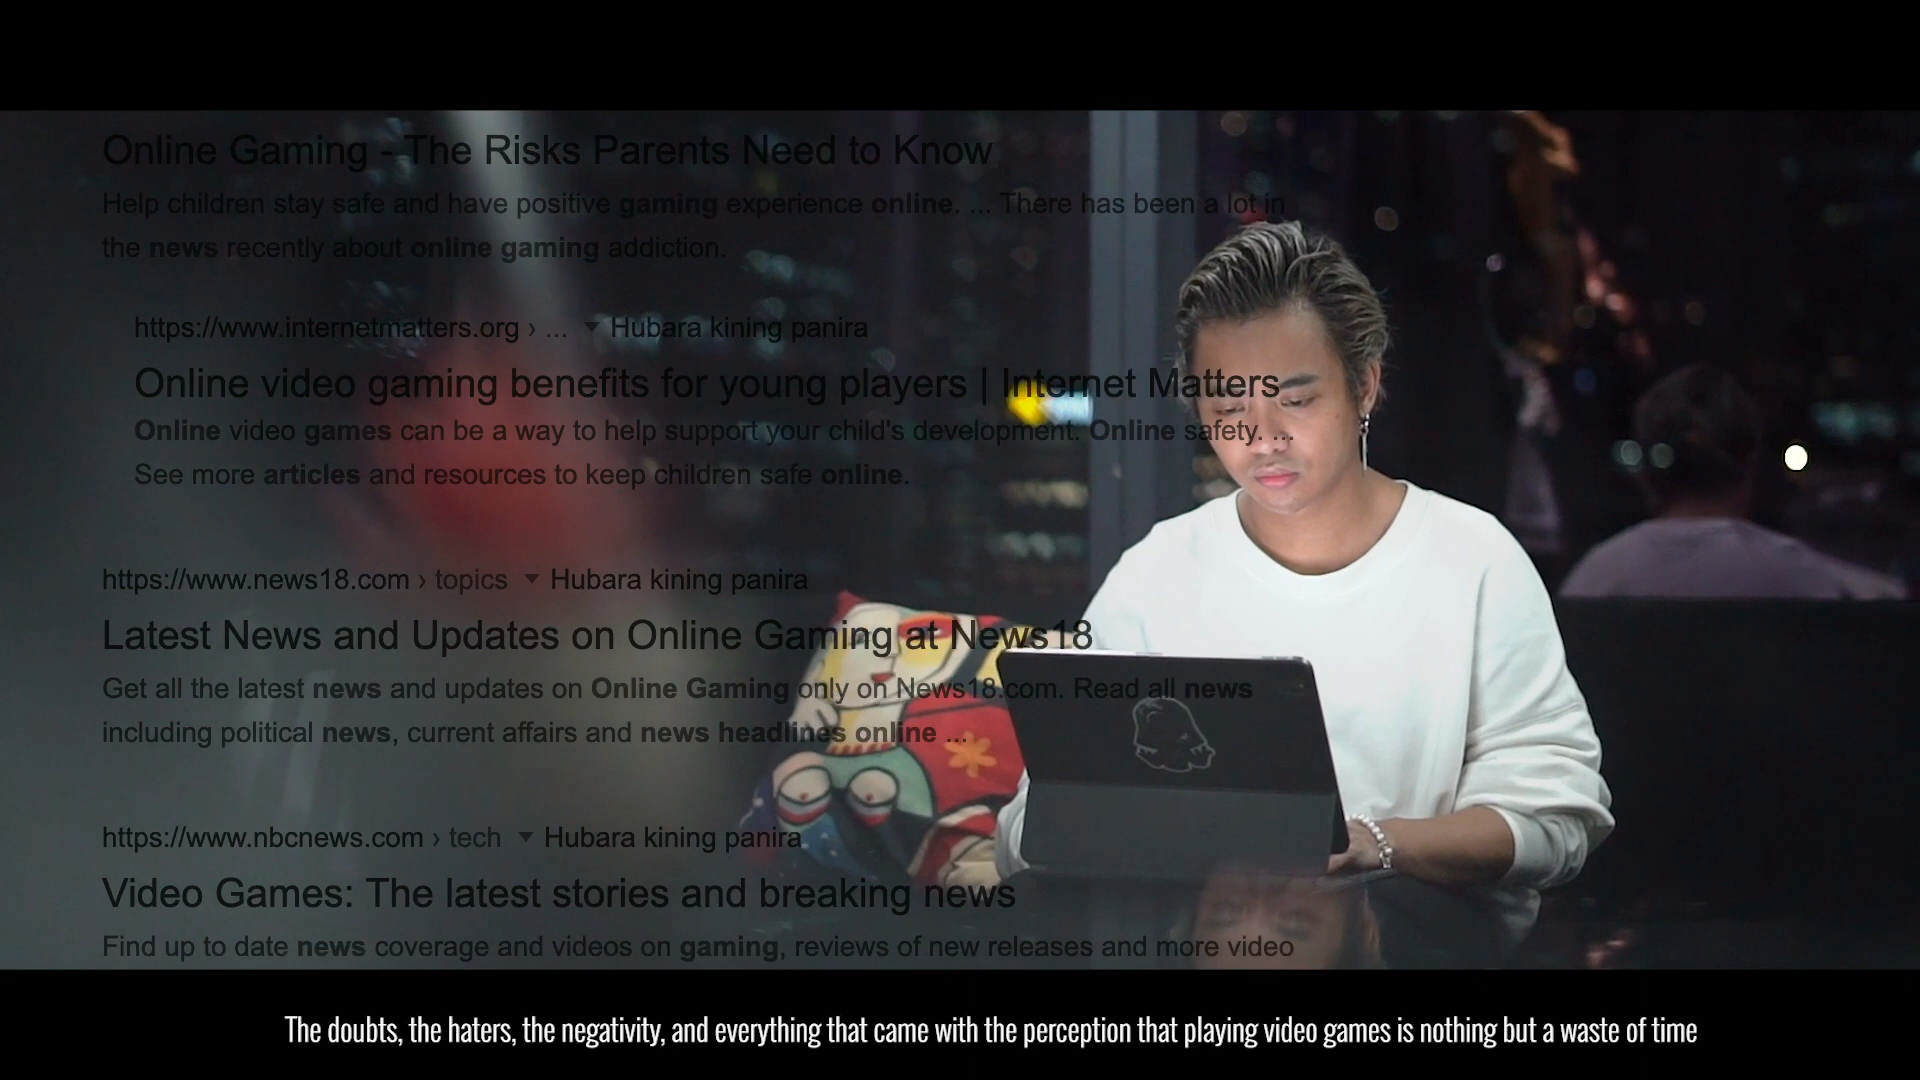 Online Gaming - The Risks Parents Need to Know
Help children stay safe and have positive gaming experience online. ... There has been a lot in
the news recently about online gaming addiction.
https://www.internetmatters.org › ... ▼ Hubara kining panira
Online video gaming benefits for young players | Internet Matters
Online video games can be a way to help support your child's development. Online safety. ...
See more articles and resources to keep children safe online.
https://www.news18.com › topics ▼ Hubara kining panira
Latest News and Updates on Online Gaming at News18
Get all the latest news and updates on Online Gaming only on News18.com. Read all news
including political news, current affairs and news headlines online ...
https://www.nbcnews.com › tech ▼ Hubara kining panira
Video Games: The latest stories and breaking news
Find up to date news coverage and videos on gaming, reviews of new releases and more video
The doubts, the haters, the negativity, and everything that came with the perception that playing video games is nothing but a waste of time